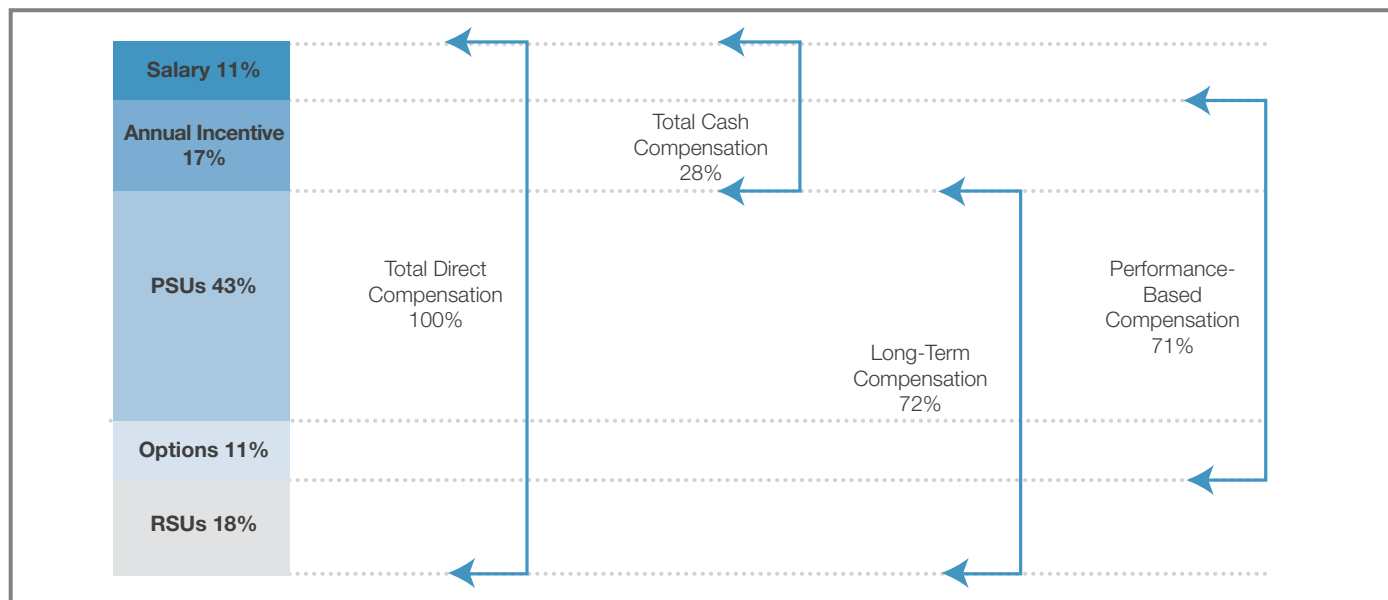 Salary 11%
Annual Incentive
17%
PSUs 43%
Options 11%
RSUs 18%
Total Direct
Compensation
100%
Total Cash
Compensation
28%
Long-Term
Compensation
72%
Performance-
Based
Compensation
71%